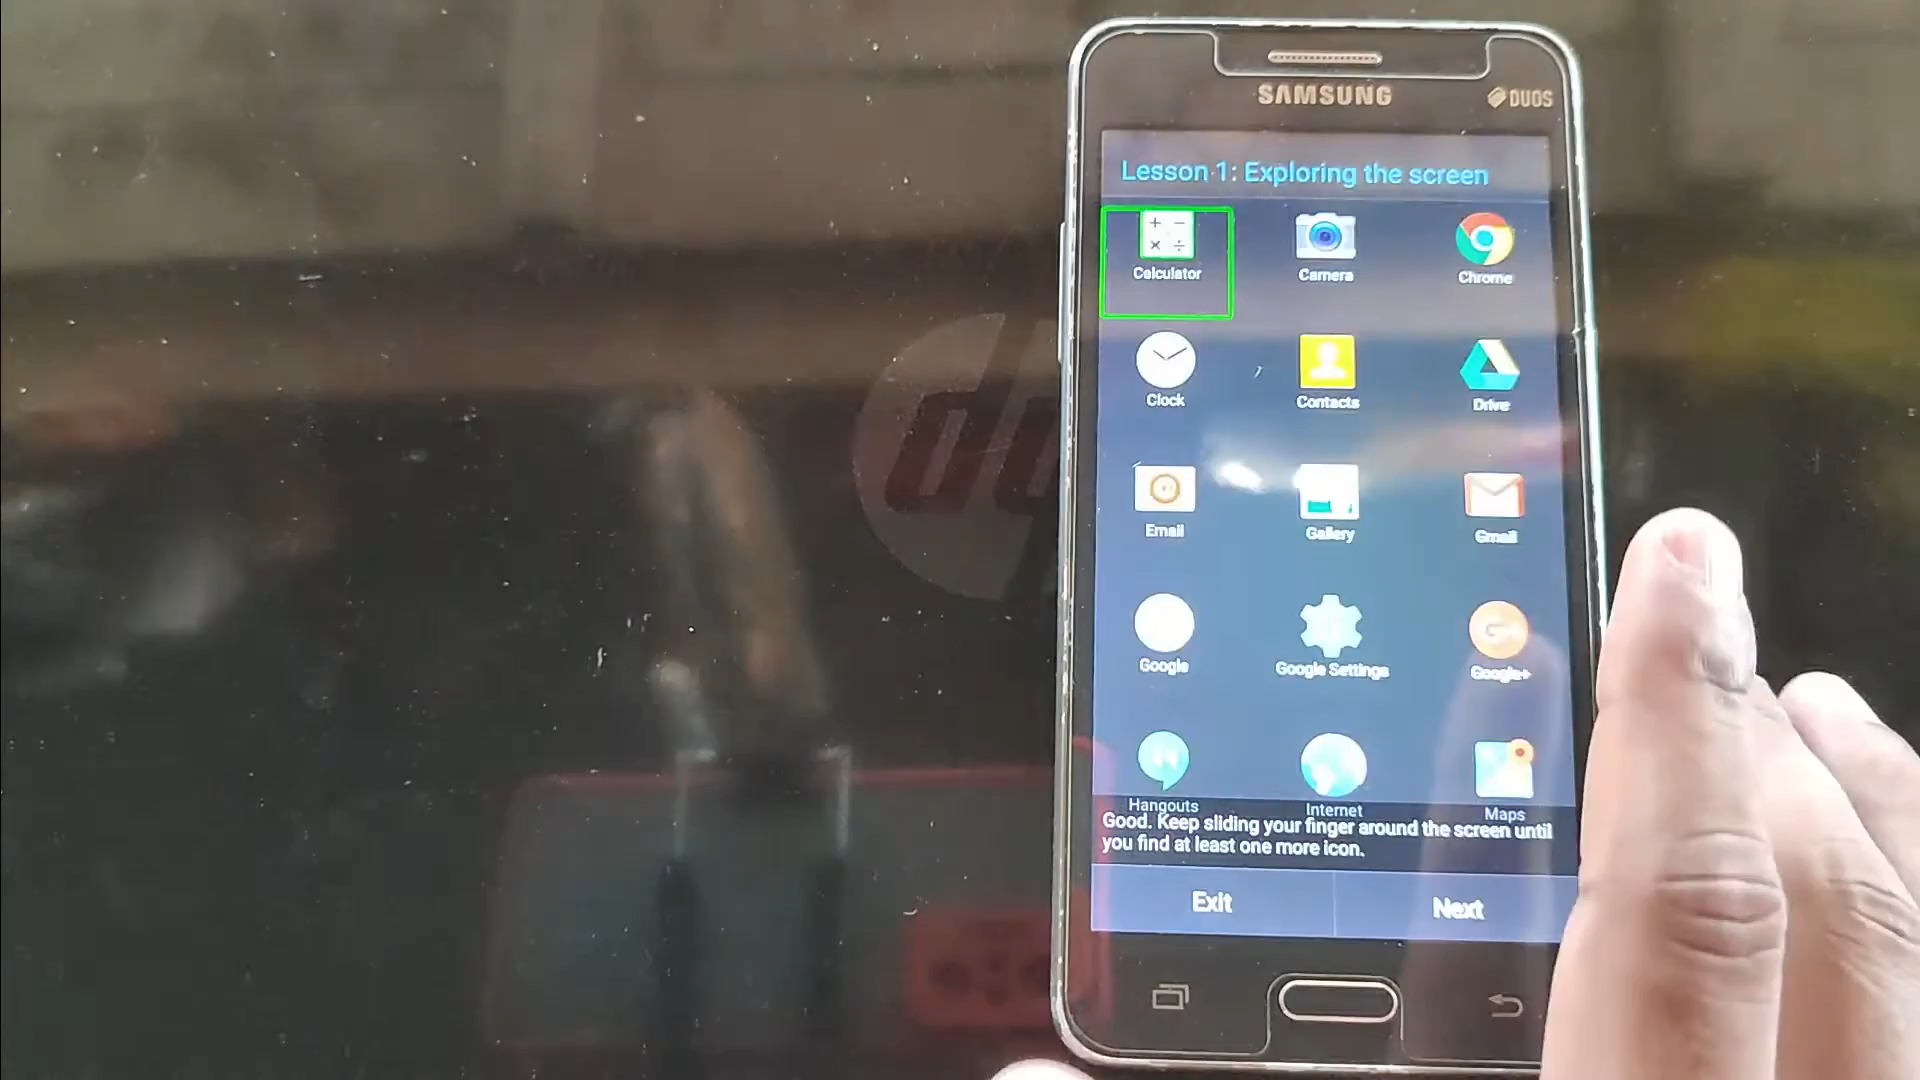 SAMSUNG
DUOS
Lesson 1: Exploring the screen
Calculator
Camera
Chrome
Clock
Contacts
Drive
Email
Gallery
Gmail
Google
Google Settings
Google+
Hangouts
Internet
Maps
Good. Keep sliding your finger around the screen until
you find at least one more icon.
Exit
Next
hp